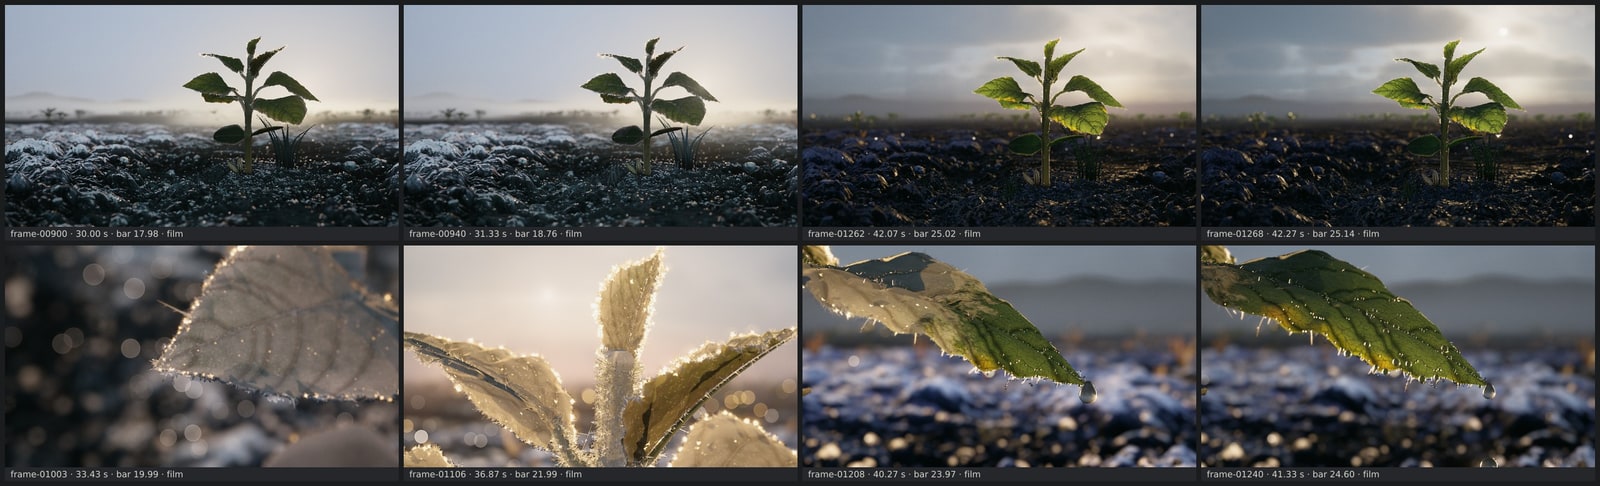 frame-00900 · 30.00 s · bar 17.98 · film
frame-00940 · 31.33 s · bar 18.76 · film
frame-01262 · 42.07 s · bar 25.02 · film
frame-01268 · 42.27 s · bar 25.14 · film
frame-01003 · 33.43 s · bar 19.99 · film
frame-01106 · 36.87 s · bar 21.99 · film
frame-01208 · 40.27 s · bar 23.97 · film
frame-01240 · 41.33 s · bar 24.60 · film